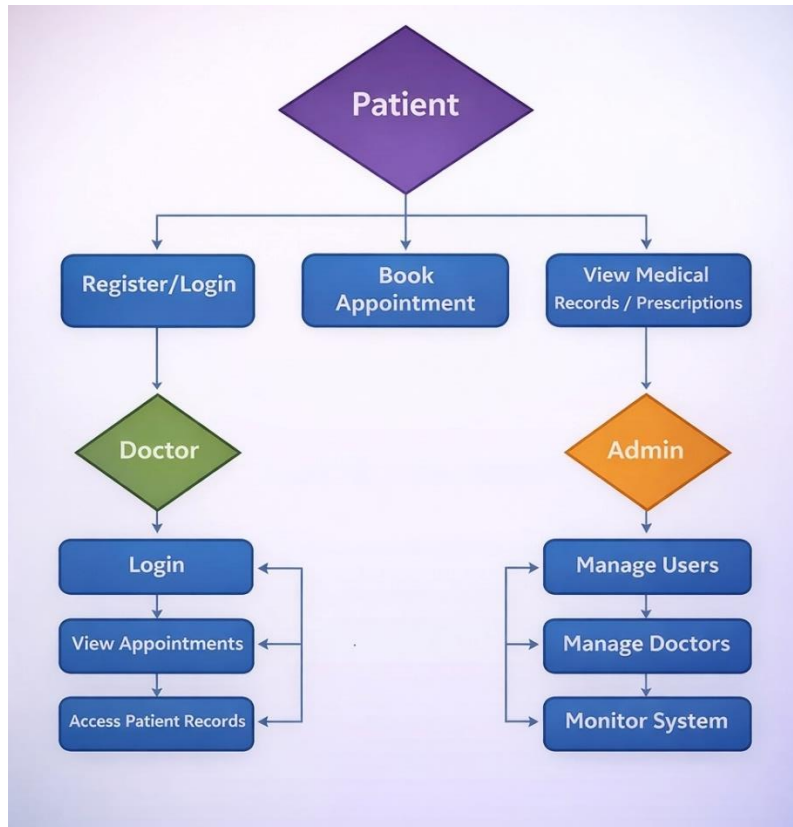 Patient
Register/Login
Book
Appointment
View Medical
Records / Prescriptions
Doctor
Admin
Login
View Appointments
Access Patient Records
Manage Users
Manage Doctors
Monitor System